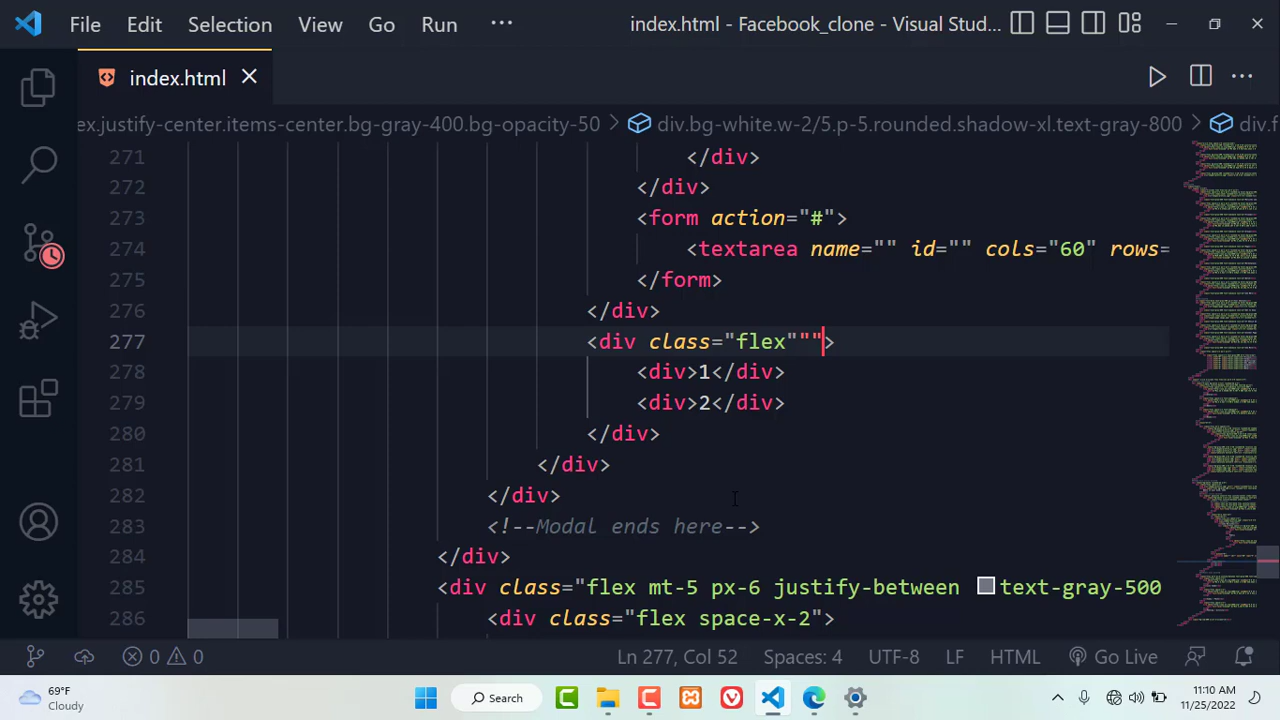 File Edit Selection View Go Run ··· index.html - Facebook_clone - Visual Stud...
index.html
ex.justify-center.items-center.bg-gray-400.bg-opacity-50 > div.bg-white.w-2/5.p-5.rounded.shadow-xl.text-gray-800 > div.f
271 </div>
272 </div>
273 <form action="#">
274 <textarea name="" id="" cols="60" rows=
275 </form>
276 </div>
277 <div class="flex""">
278 <div>1</div>
279 <div>2</div>
280 </div>
281 </div>
282 </div>
283 <!--Modal ends here-->
284 </div>
285 <div class="flex mt-5 px-6 justify-between text-gray-500
286 <div class="flex space-x-2">
0 0 Ln 277, Col 52 Spaces: 4 UTF-8 LF HTML Go Live
69°F
Cloudy
Search
11:10 AM
11/25/2022